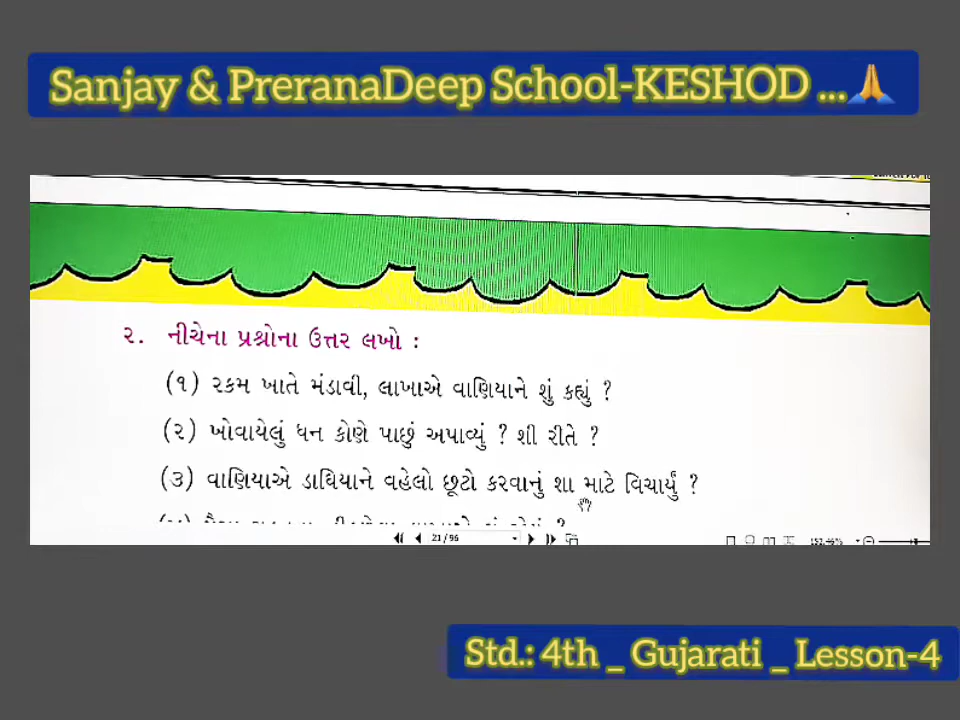 Sanjay & PreranaDeep School-KESHOD ...🙏
૨. નીચેના પ્રશ્નોના ઉત્તર લખો :
(૧) રકમ ખાતે મંડાવી, લાખાએ વાણિયાને શું કહ્યું ?
(૨) ખોવાયેલું ધન કોણે પાછું અપાવ્યું ? શી રીતે ?
(૩) વાણિયાએ ડાઘિયાને વહેલો છૂટો કરવાનું શા માટે વિચાર્યું ?
21 / 96
Std.: 4th _ Gujarati _ Lesson-4